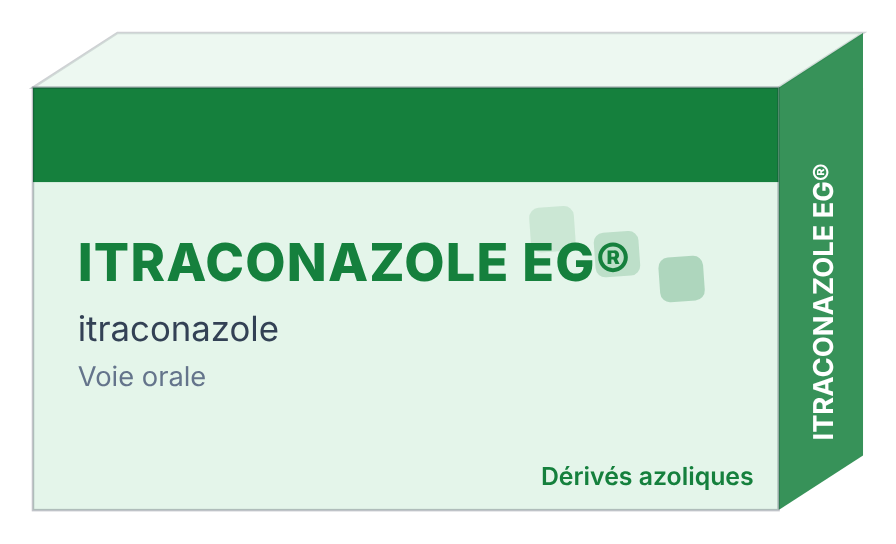 ITRACONAZOLE EG®
itraconazole
Voie orale
Dérivés azoliques
ITRACONAZOLE EG®